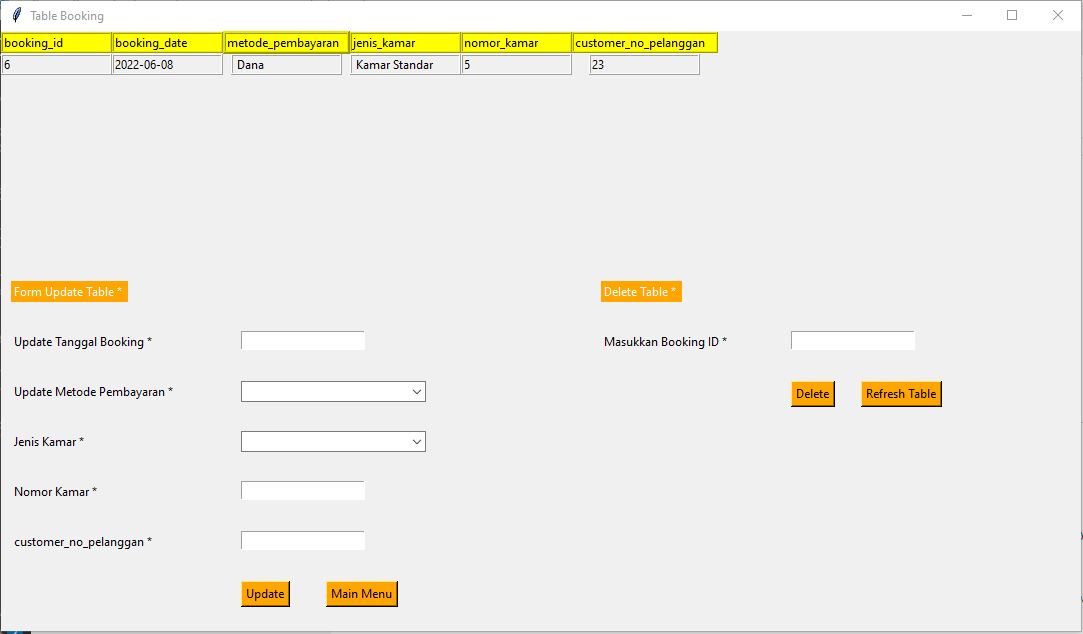 Table Booking
booking_id booking_date metode_pembayaran jenis_kamar nomor_kamar customer_no_pelanggan
6 2022-06-08 Dana Kamar Standar 5 23
Form Update Table * Delete Table *
Update Tanggal Booking * Masukkan Booking ID *
Update Metode Pembayaran * Delete Refresh Table
Jenis Kamar *
Nomor Kamar *
customer_no_pelanggan *
Update Main Menu